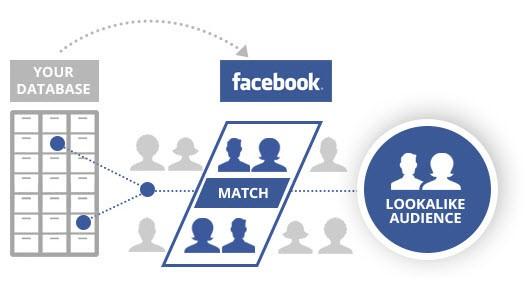 YOUR
DATABASE
facebook.
MATCH
LOOKALIKE
AUDIENCE